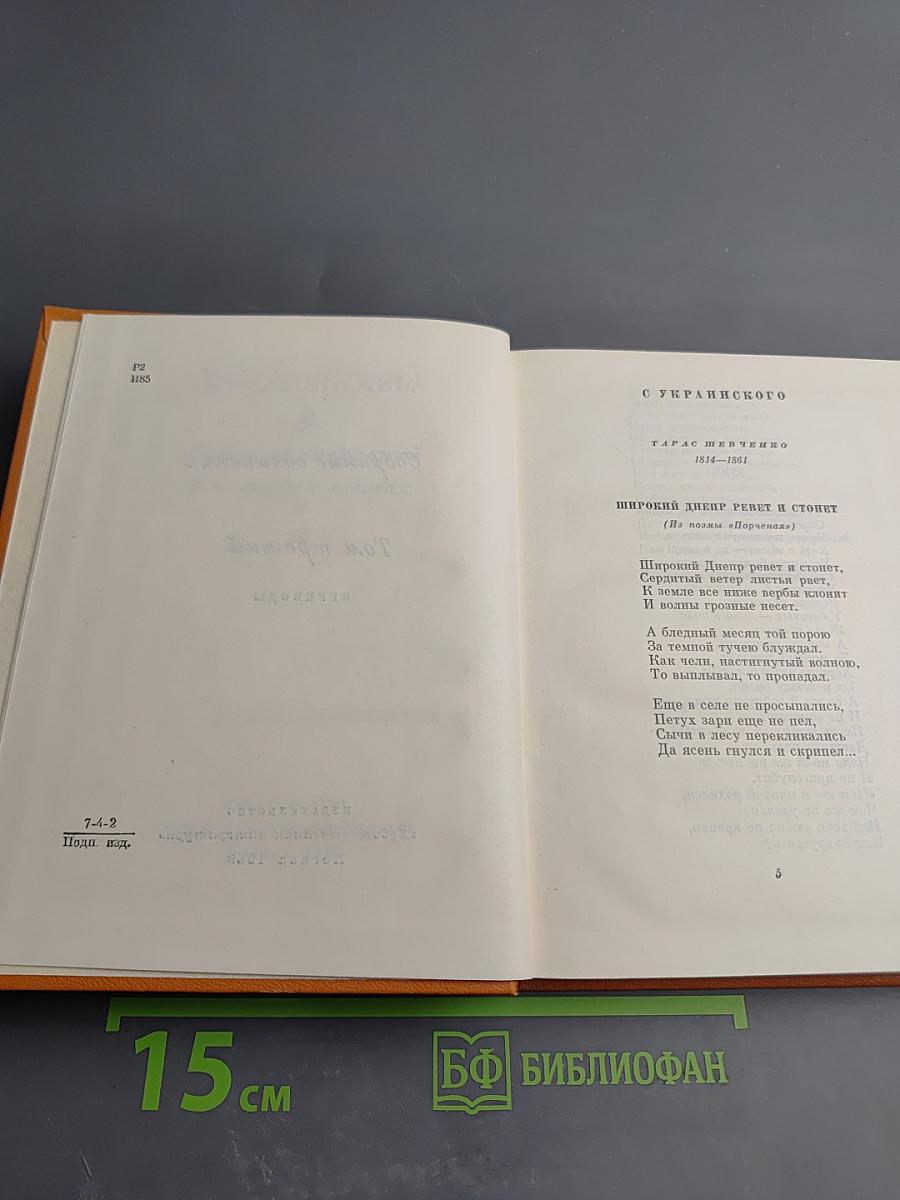 Р2
И85
7-4-2
Подп. изд.
С УКРАИНСКОГО
ТАРАС ШЕВЧЕНКО
1814—1861
ШИРОКИЙ ДНЕПР РЕВЕТ И СТОНЕТ
(Из поэмы «Порченая»)
Широкий Днепр ревет и стонет,
Сердитый ветер листья рвет,
К земле все ниже вербы клонит
И волны грозные несет.
А бледный месяц той порою
За темной тучею блуждал.
Как челн, настигнутый волною,
То выплывал, то пропадал.
Еще в селе не просыпались,
Петух зари еще не пел,
Сычи в лесу перекликались
Да ясень гнулся и скрипел...
5
15 см
БФ БИБЛИОФАН